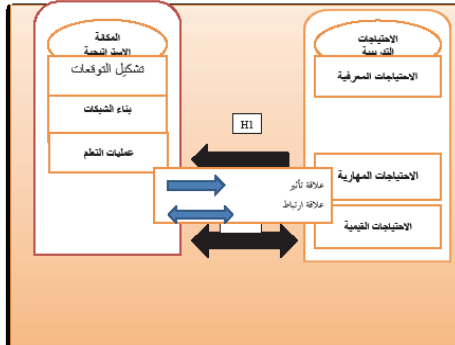 الاحتياجات
التدريبية
الاحتياجات المعرفية
الاحتياجات المهارية
الاحتياجات القيمية
H1
علاقة تأثير
علاقة ارتباط
المكانة
الاستراتيجية
تشكيل التوقعات
بناء الشبكات
عمليات التعلم